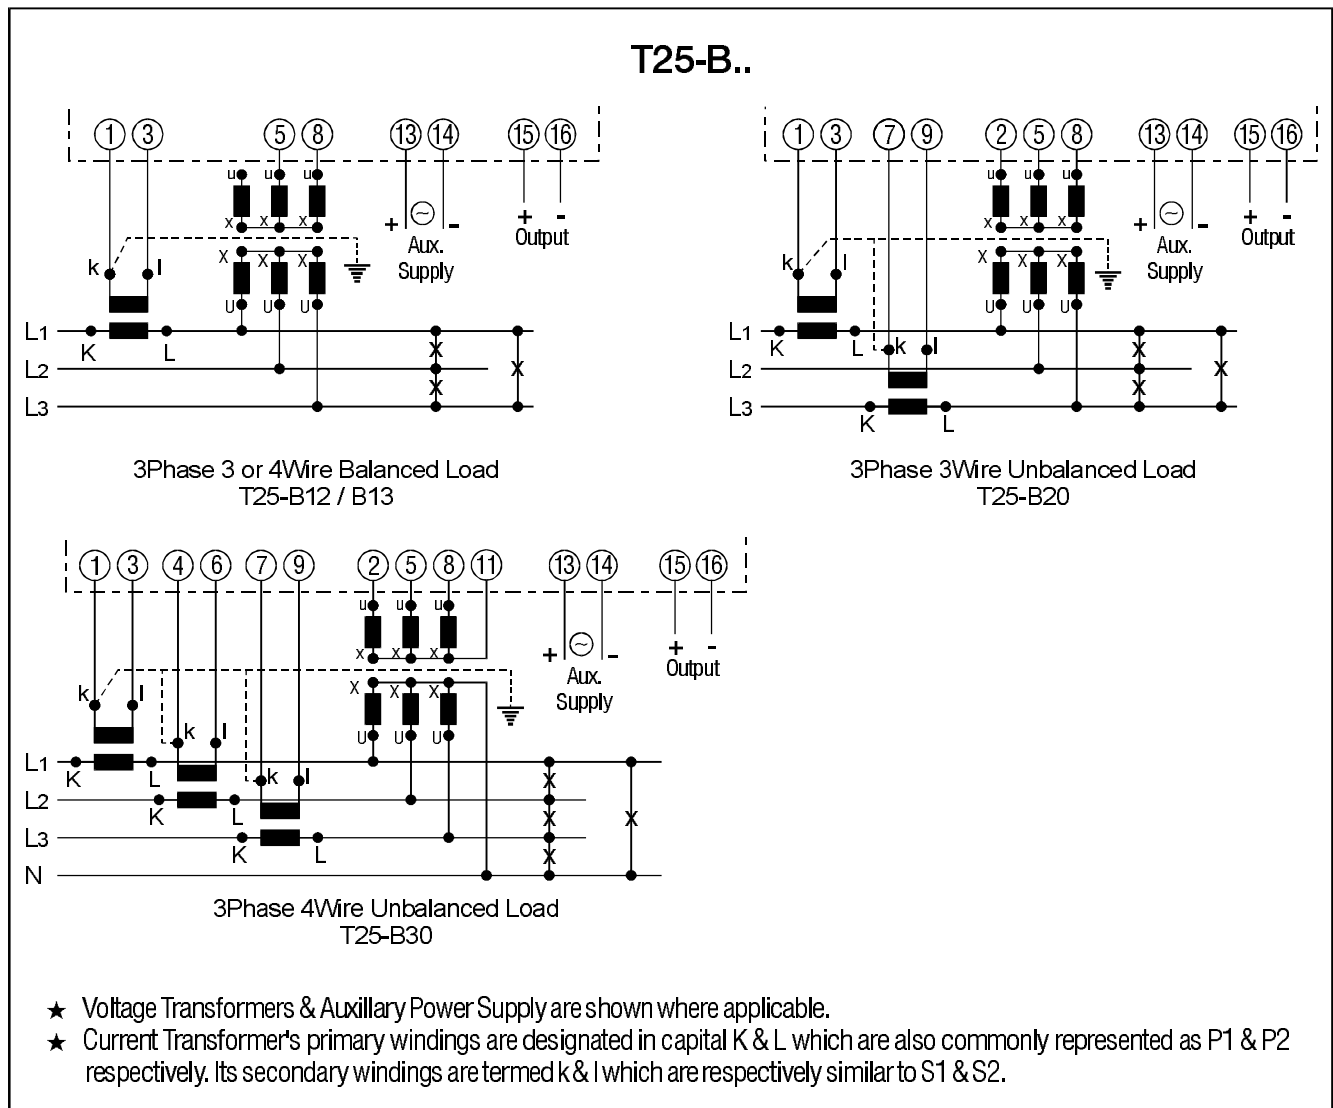 T25-B..
1 3 5 8 13 14 15 16
u u u
x x x
+ ~ - + -
Aux. Output
Supply
x x x
k l
U U U
L1
K L
X
L2 X
X
L3
3Phase 3 or 4Wire Balanced Load
T25-B12 / B13
1 3 7 9 2 5 8 13 14 15 16
u u u
x x x
+ ~ - + -
Aux. Output
Supply
x x x
k l
U U U
L1
K L k l
X
L2 X
X
L3
K L
3Phase 3Wire Unbalanced Load
T25-B20
1 3 4 6 7 9 2 5 8 11 13 14 15 16
u u u
x x x
+ ~ - + -
Aux. Output
Supply
X X X
k l
k l
U U U
L1
K L k l
X
L2
K L X X
L3
K L X
N
3Phase 4Wire Unbalanced Load
T25-B30
★ Voltage Transformers & Auxillary Power Supply are shown where applicable.
★ Current Transformer's primary windings are designated in capital K & L which are also commonly represented as P1 & P2
respectively. Its secondary windings are termed k & l which are respectively similar to S1 & S2.